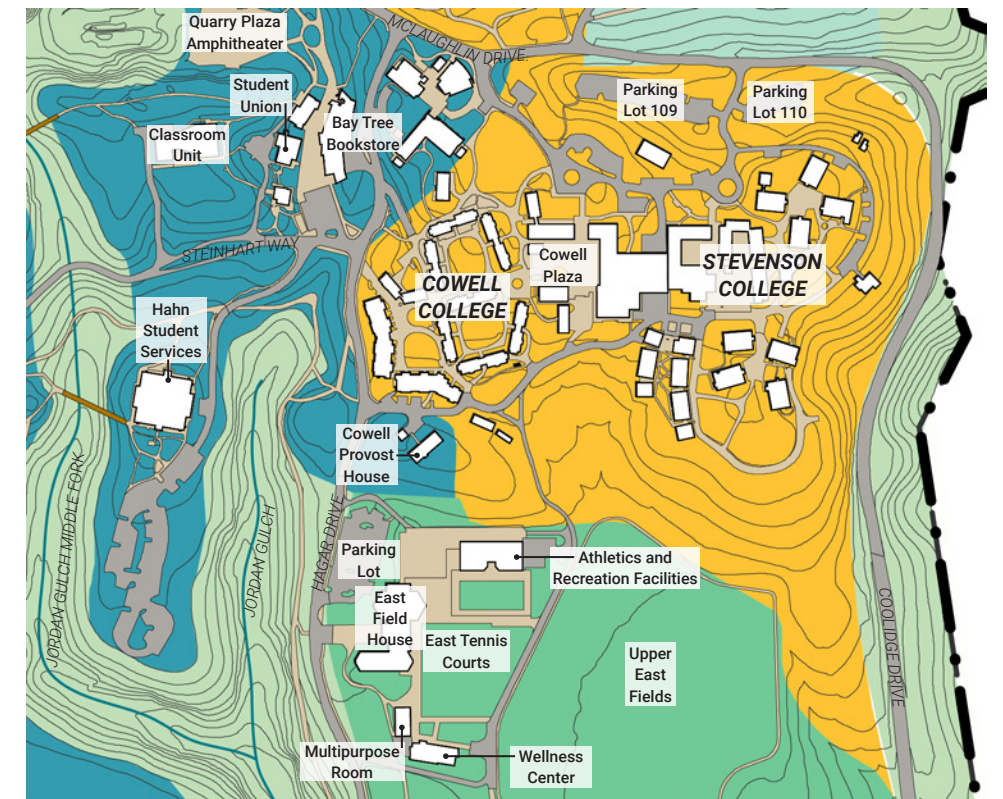 Quarry Plaza
Amphitheater
MCLAUGHLIN DRIVE.
Student
Union
Bay Tree
Bookstore
Classroom
Unit
Parking
Lot 109
Parking
Lot 110
STEINHART WAY
COWELL
COLLEGE
Cowell
Plaza
STEVENSON
COLLEGE
Hahn
Student
Services
Cowell
Provost
House
JORDAN GULCH MIDDLE FORK
JORDAN GULCH
HAGAR DRIVE
Parking
Lot
Athletics and
Recreation Facilities
East
Field
House
East Tennis
Courts
Upper
East
Fields
COOLIDGE DRIVE
Multipurpose
Room
Wellness
Center